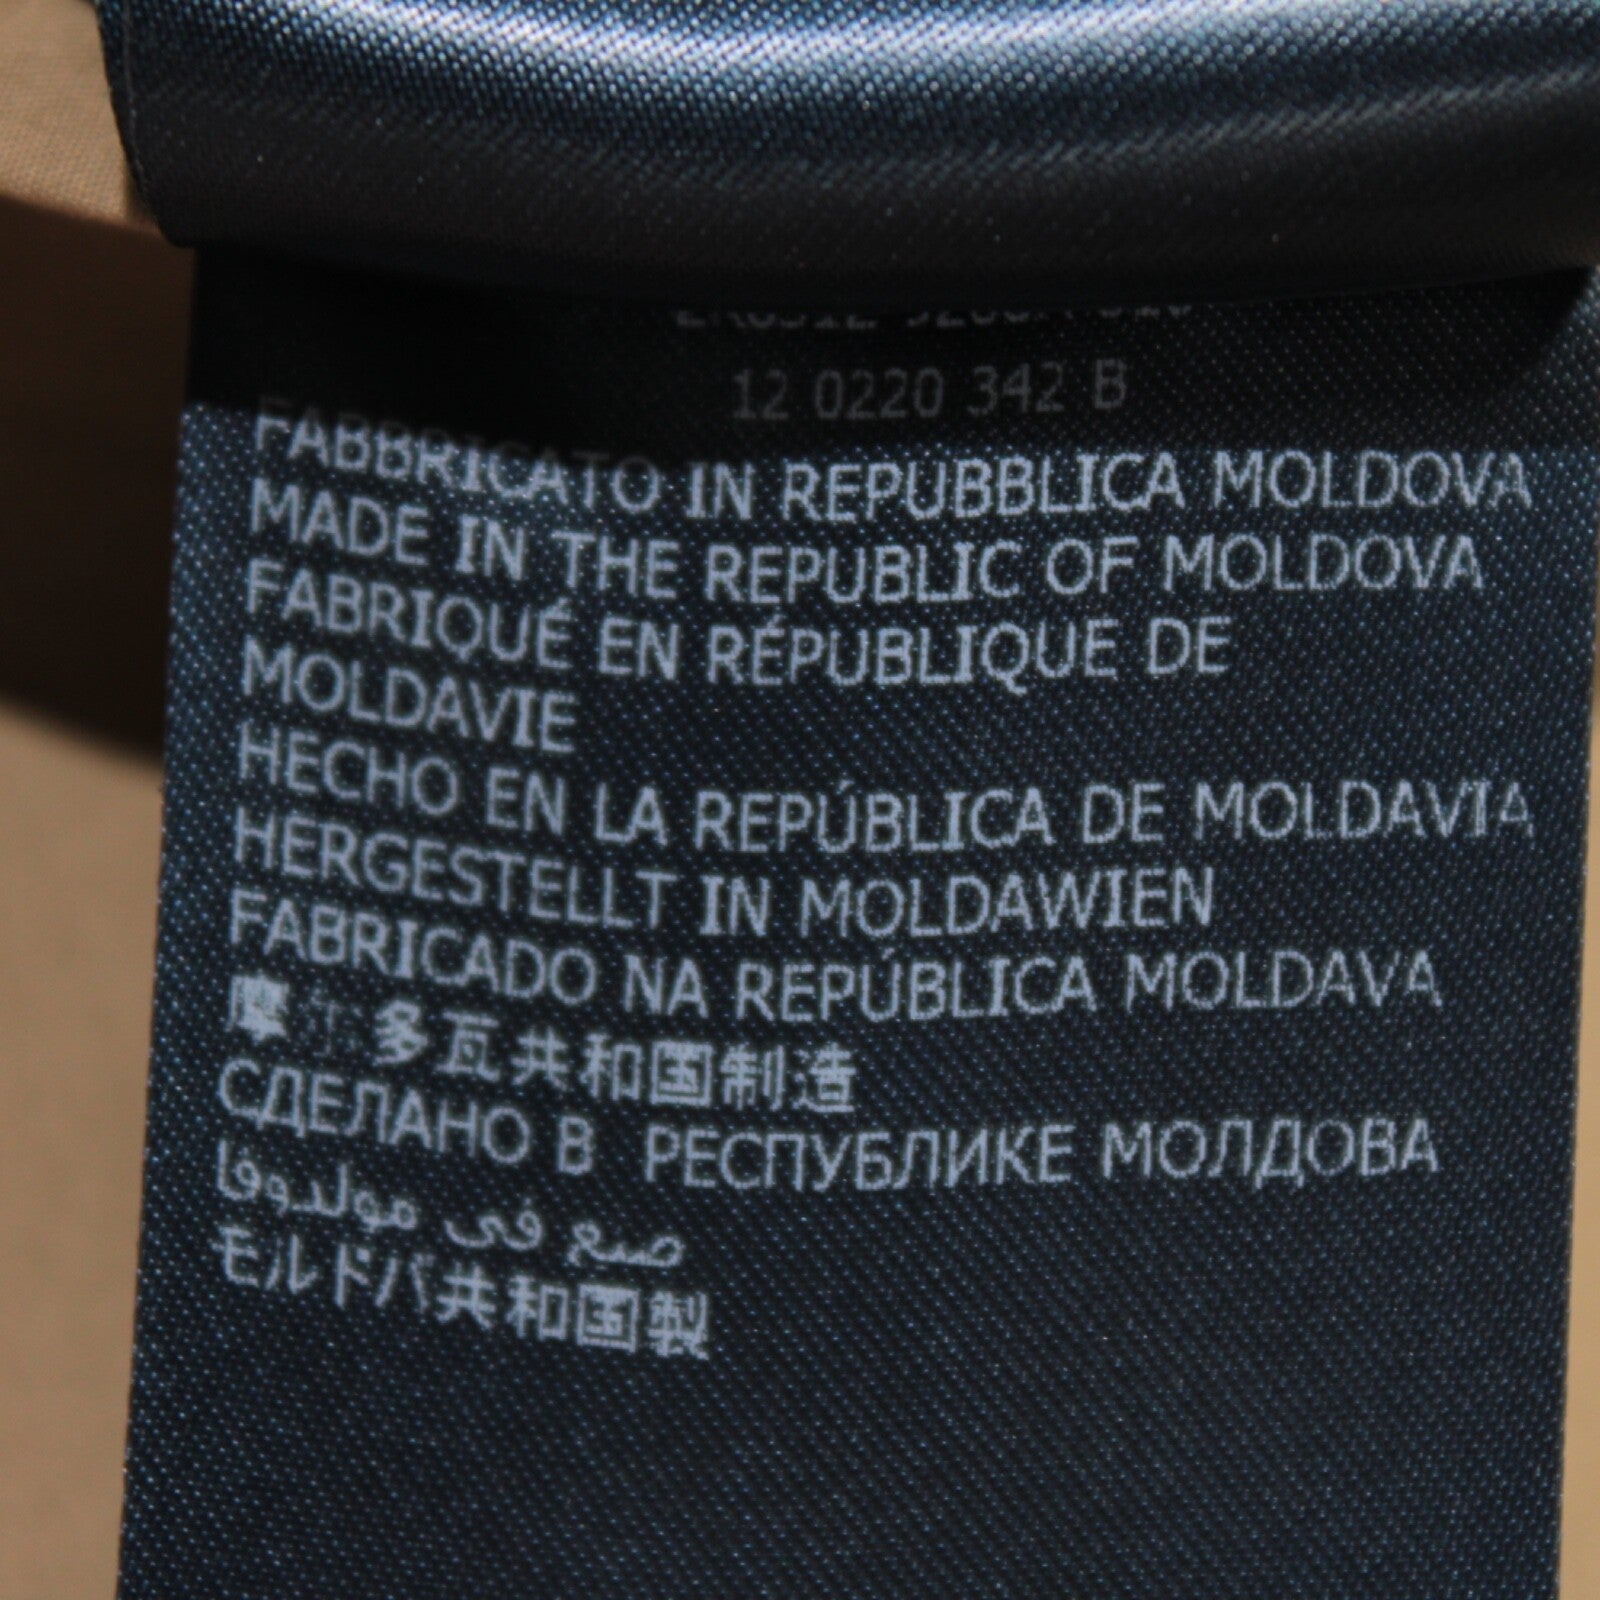 12 0220 342 B
FABBRICATO IN REPUBBLICA MOLDOVA
MADE IN THE REPUBLIC OF MOLDOVA
FABRIQUÉ EN RÉPUBLIQUE DE
MOLDAVIE
HECHO EN LA REPÚBLICA DE MOLDAVIA
HERGESTELLT IN MOLDAWIEN
FABRICADO NA REPÚBLICA MOLDAVA
摩尔多瓦共和国制造
СДЕЛАНО В РЕСПУБЛИКЕ МОЛДОВА
صنع في مولدوفا
モルドバ共和国製